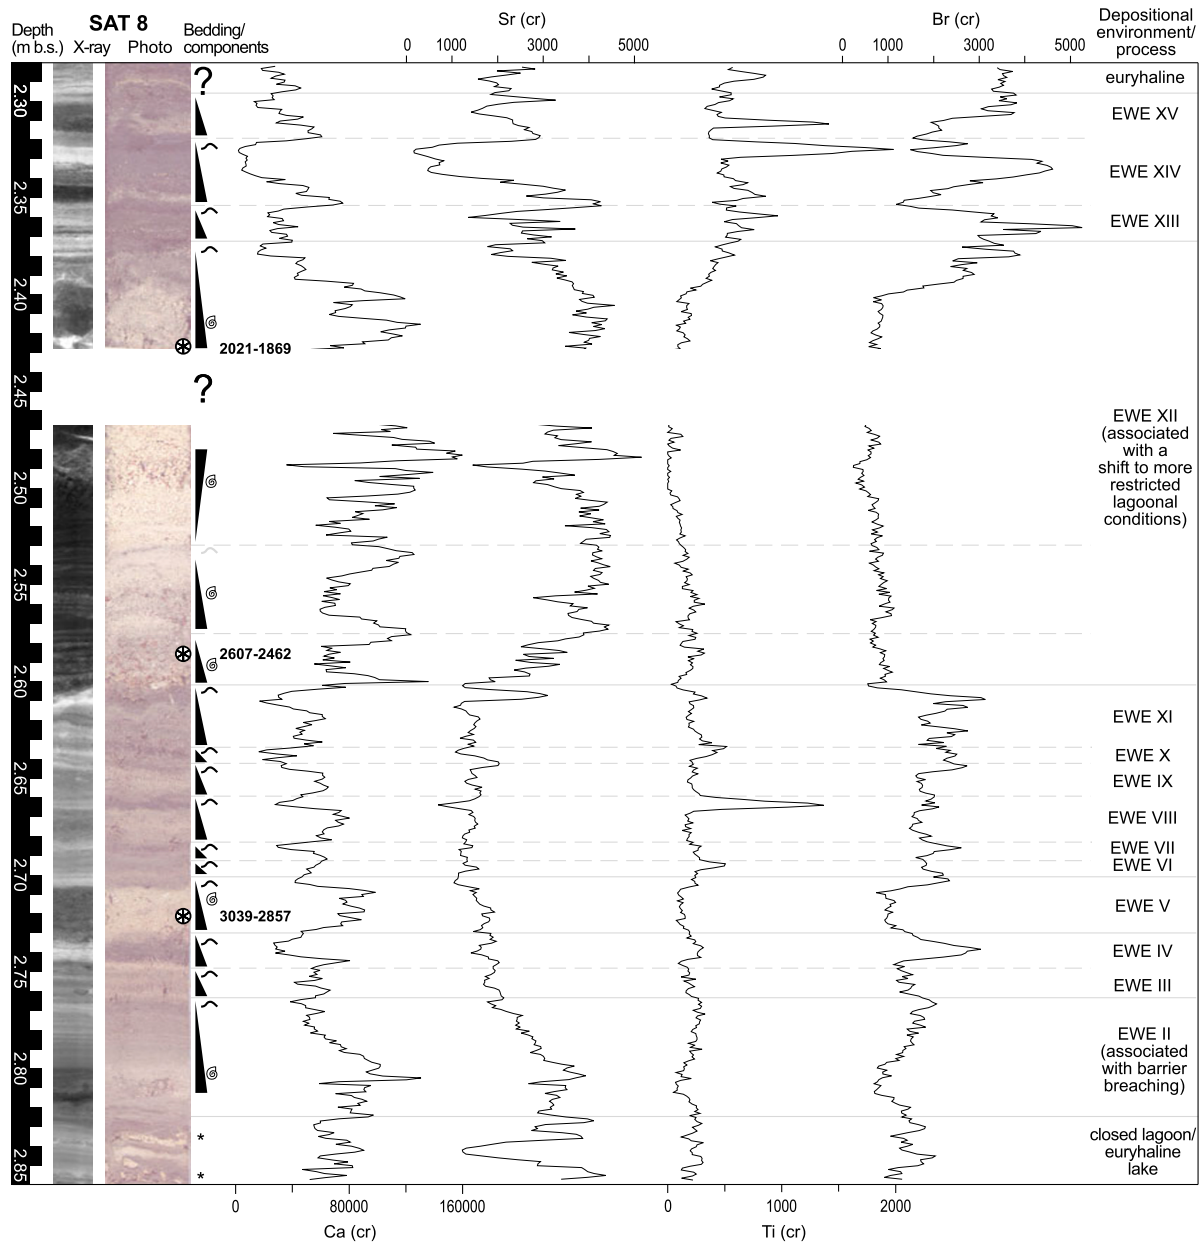 SAT 8
Depth
(m b.s.)
X-ray Photo
Bedding/
components
Sr (cr)
0 1000 3000 5000
Br (cr)
0 1000 3000 5000
Depositional
environment/
process
2.30
2.35
2.40
2.45
2.50
2.55
2.60
2.65
2.70
2.75
2.80
2.85
?
2021-1869
?
2607-2462
3039-2857
*
*
euryhaline
EWE XV
EWE XIV
EWE XIII
EWE XII
(associated
with a
shift to more
restricted
lagoonal
conditions)
EWE XI
EWE X
EWE IX
EWE VIII
EWE VII
EWE VI
EWE V
EWE IV
EWE III
EWE II
(associated
with barrier
breaching)
closed lagoon/
euryhaline
lake
0 80000 160000
Ca (cr)
0 1000 2000
Ti (cr)